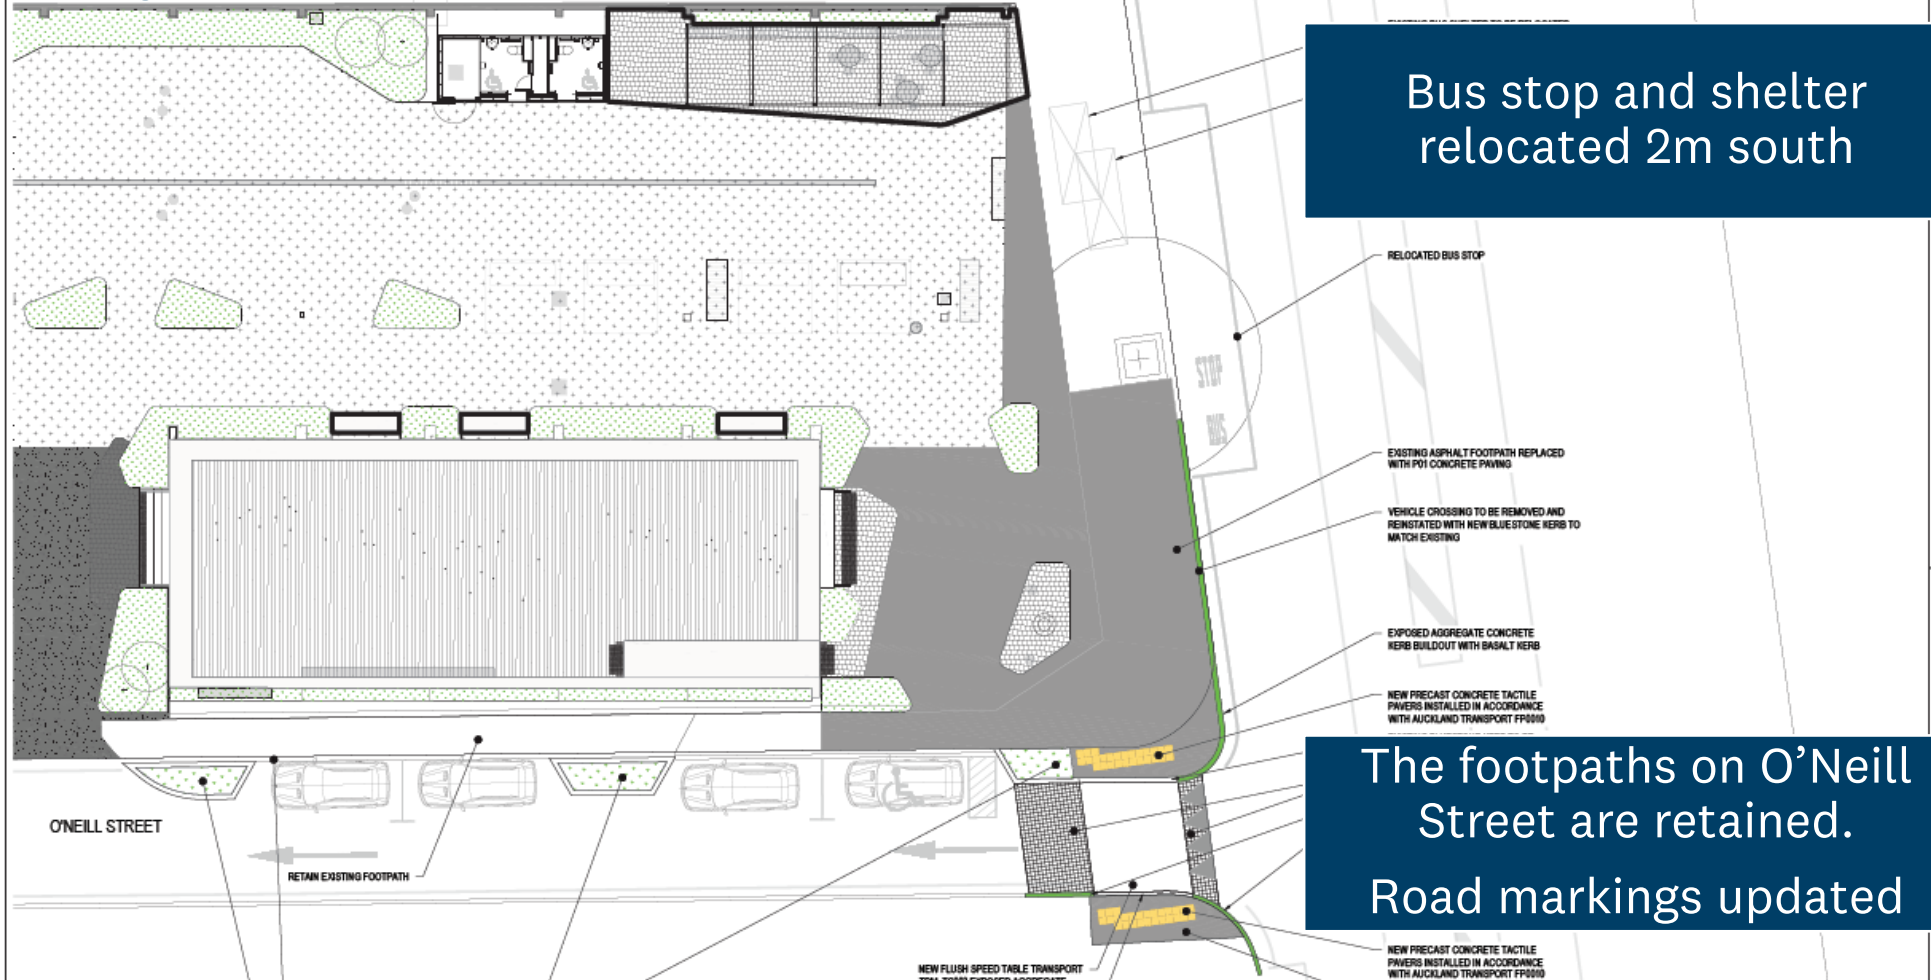 Bus stop and shelter
relocated 2m south
RELOCATED BUS STOP
STOP
BUS
EXISTING ASPHALT FOOTPATH REPLACED
WITH P01 CONCRETE PAVING
VEHICLE CROSSING TO BE REMOVED AND
REINSTATED WITH NEW BLUESTONE KERB TO
MATCH EXISTING
EXPOSED AGGREGATE CONCRETE
KERB BUILDOUT WITH BASALT KERB
NEW PRECAST CONCRETE TACTILE
PAVERS INSTALLED IN ACCORDANCE
WITH AUCKLAND TRANSPORT FP0010
The footpaths on O'Neill
Street are retained.
Road markings updated
O'NEILL STREET
RETAIN EXISTING FOOTPATH
NEW PRECAST CONCRETE TACTILE
PAVERS INSTALLED IN ACCORDANCE
WITH AUCKLAND TRANSPORT FP0010
NEW FLUSH SPEED TABLE TRANSPORT